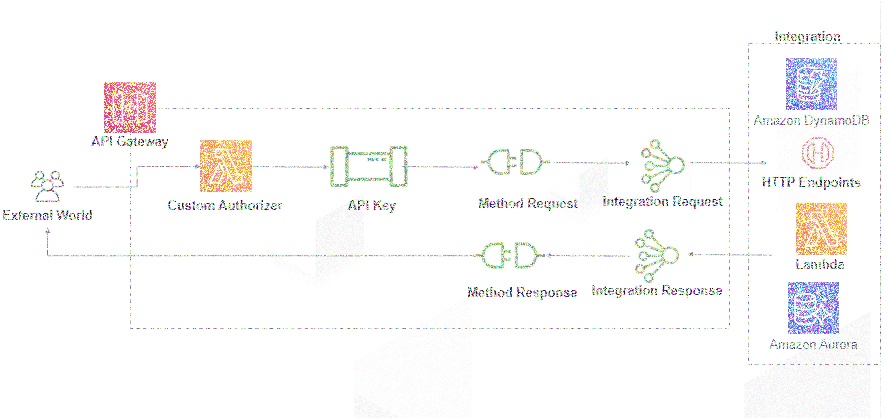 Integration
API Gateway
Amazon DynamoDB
External World
Custom Authorizer
API Key
Method Request
Integration Request
HTTP Endpoints
Method Response
Integration Response
Lambda
Amazon Aurora